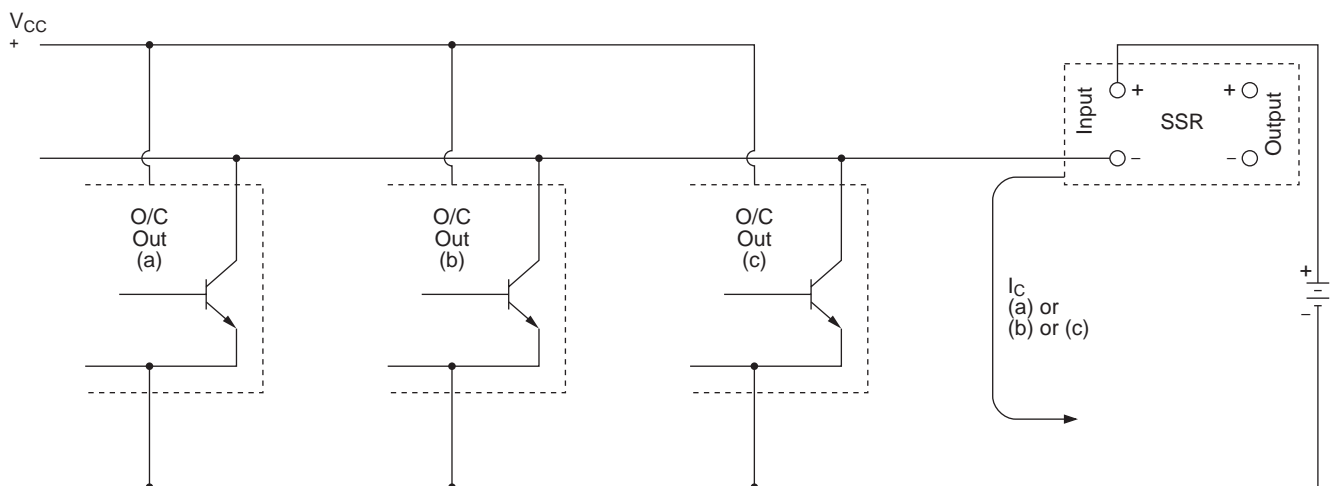 VCC
+
Input
+
−
SSR
+
−
Output
O/C
Out
(a)
O/C
Out
(b)
O/C
Out
(c)
IC
(a) or
(b) or (c)
+
−